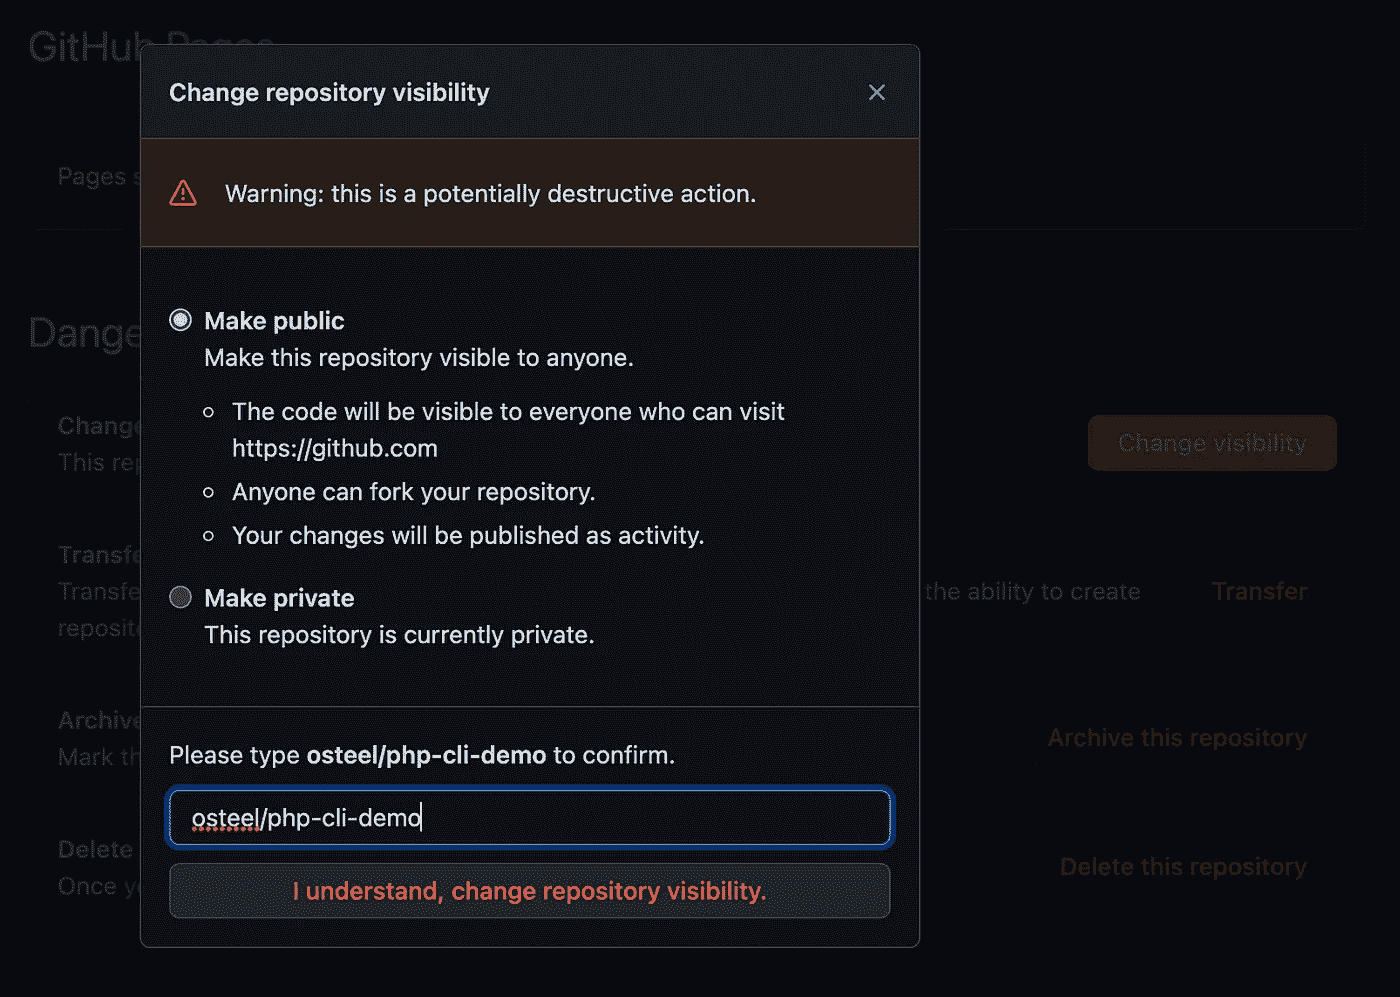 GitHub Pages
Change repository visibility
Pages s
Warning: this is a potentially destructive action.
Make public
Make this repository visible to anyone.
The code will be visible to everyone who can visit
https://github.com
Anyone can fork your repository.
Your changes will be published as activity.
Make private
This repository is currently private.
Please type osteel/php-cli-demo to confirm.
osteel/php-cli-demo
I understand, change repository visibility.
Dange
Change
This rep
Change visibility
Transfe
Transfe
the ability to create
reposito
Transfer
Archive
Mark th
Archive this repository
Delete
Once yo
Delete this repository